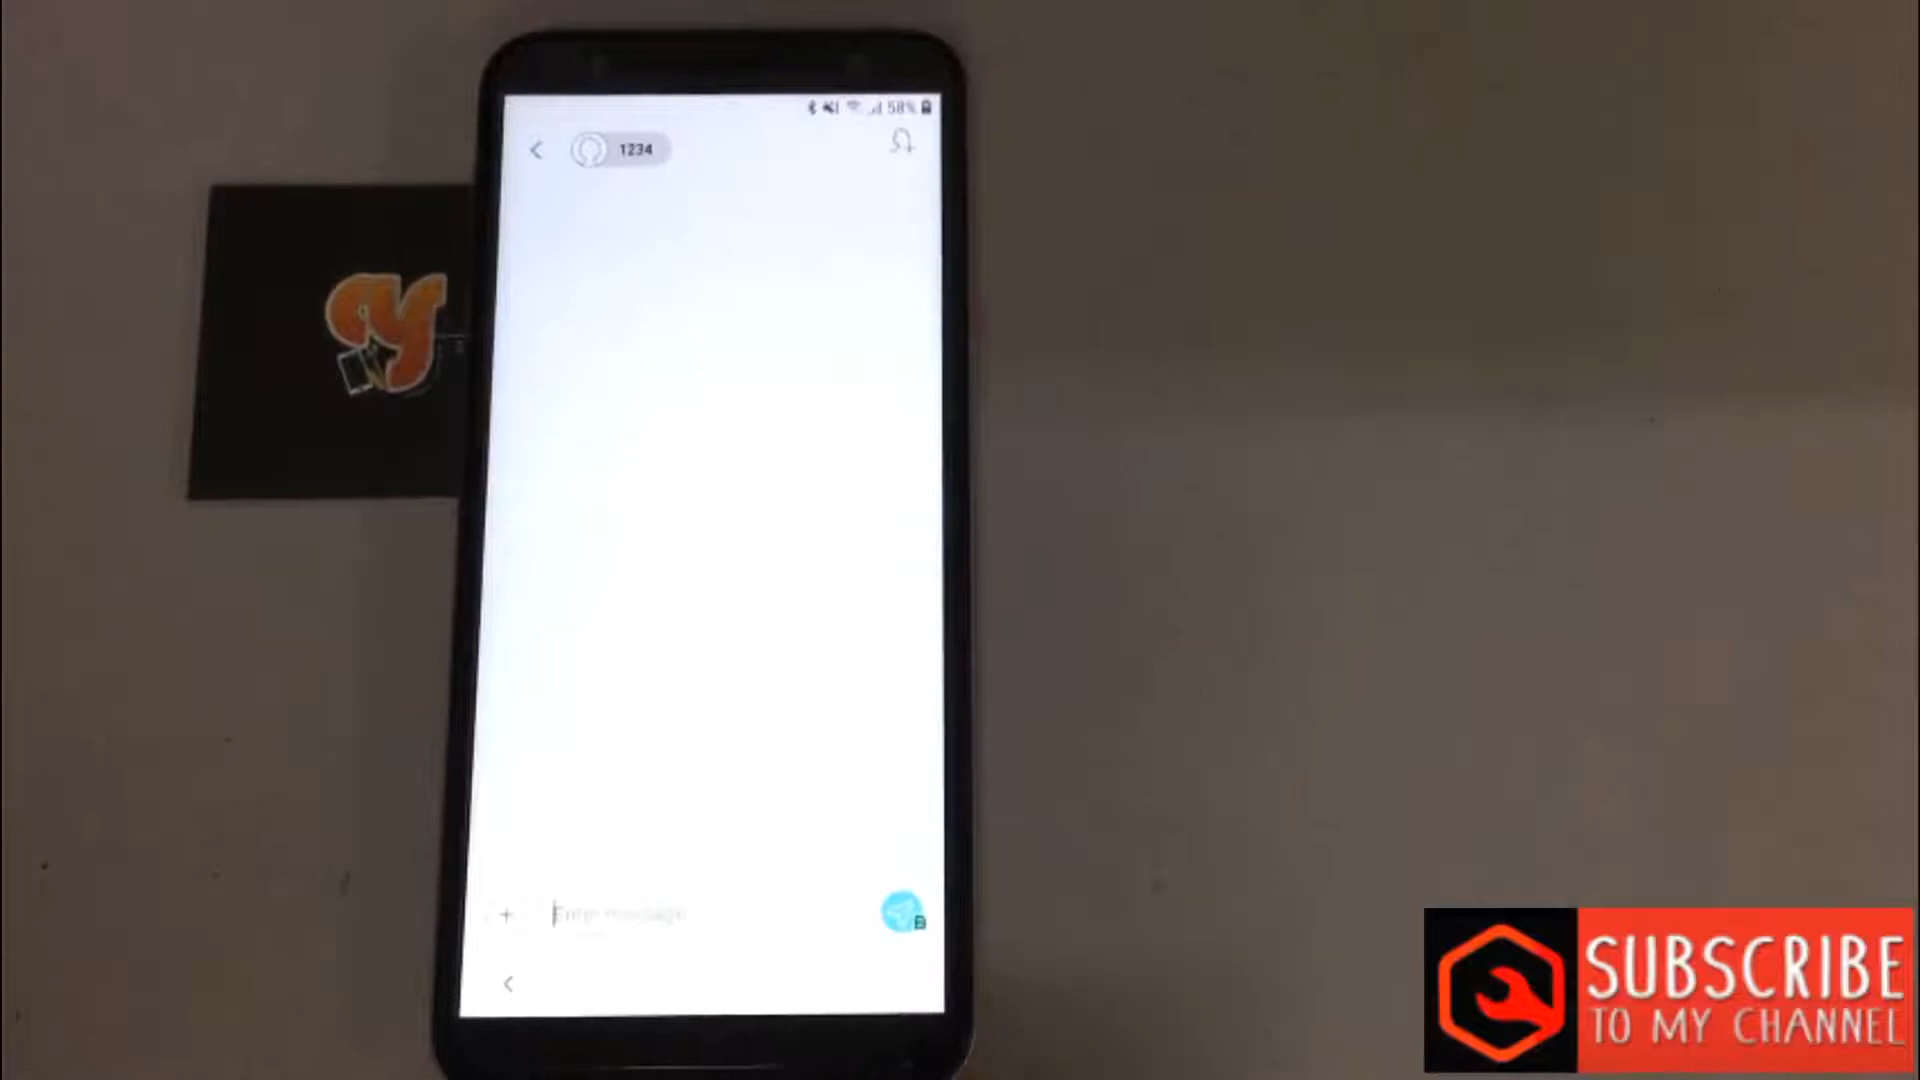 58%
1234
Enter message
SUBSCRIBE
TO MY CHANNEL